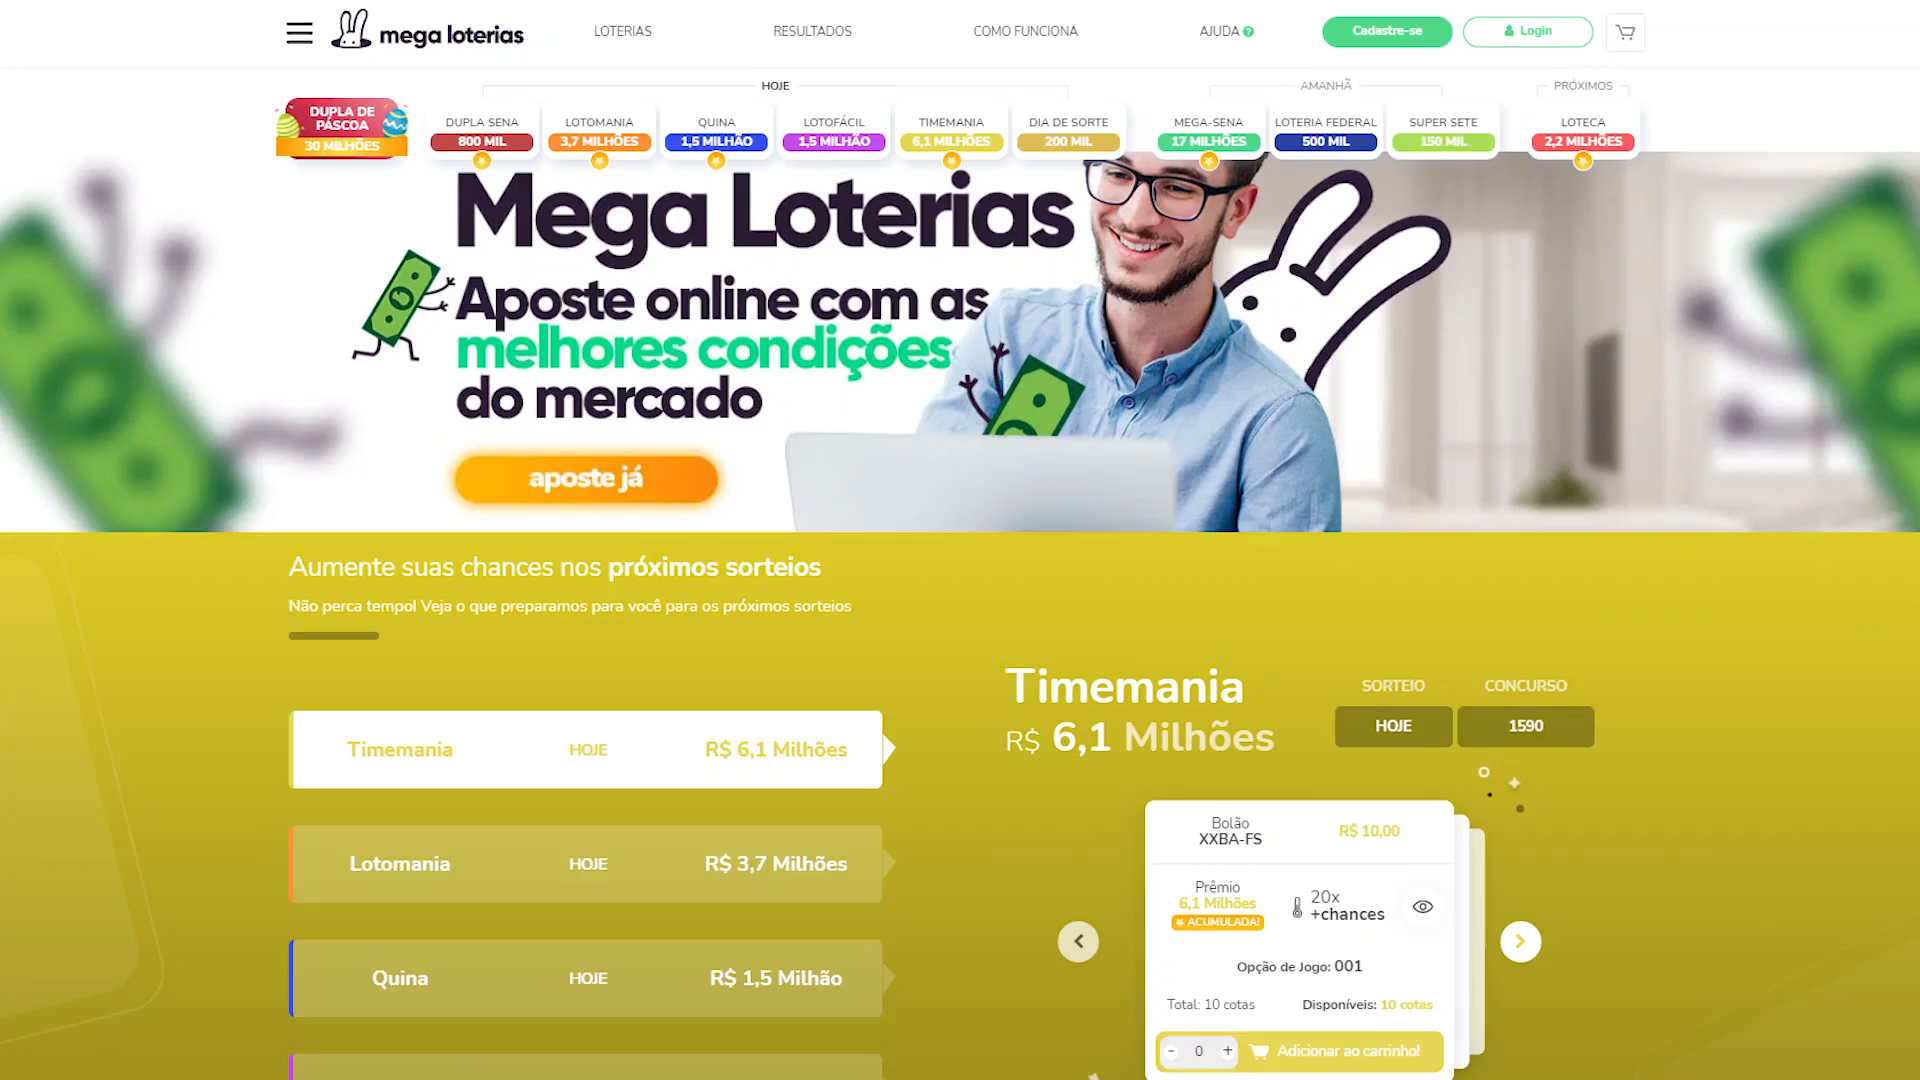 mega loterias
LOTERIAS
RESULTADOS
COMO FUNCIONA
AJUDA ?
Cadastre-se
Login
HOJE
AMANHÃ
PRÓXIMOS
DUPLA DE
PÁSCOA
30 MILHÕES
DUPLA SENA
800 MIL
LOTOMANIA
3,7 MILHÕES
QUINA
1,5 MILHÃO
LOTOFÁCIL
1,5 MILHÃO
TIMEMANIA
6,1 MILHÕES
DIA DE SORTE
200 MIL
MEGA-SENA
17 MILHÕES
LOTERIA FEDERAL
500 MIL
SUPER SETE
150 MIL
LOTECA
2,2 MILHÕES
Mega Loterias
Aposte online com as
melhores condições
do mercado
aposte já
Aumente suas chances nos próximos sorteios
Não perca tempo! Veja o que preparamos para você para os próximos sorteios
Timemania HOJE R$ 6,1 Milhões
Lotomania HOJE R$ 3,7 Milhões
Quina HOJE R$ 1,5 Milhão
Timemania
R$ 6,1 Milhões
SORTEIO CONCURSO
HOJE 1590
Bolão
XXBA-FS
R$ 10,00
Prêmio
6,1 Milhões
ACUMULADA!
20x
+chances
Opção de Jogo: 001
Total: 10 cotas Disponíveis: 10 cotas
- 0 + Adicionar ao carrinho!